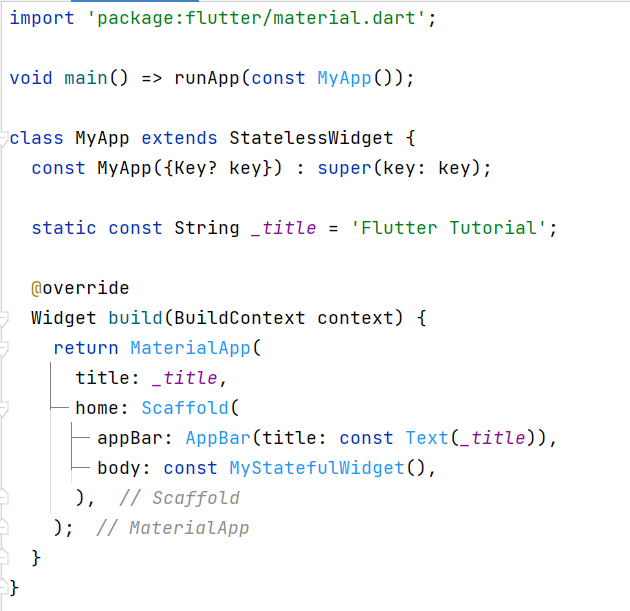 import 'package:flutter/material.dart';
void main() => runApp(const MyApp());
class MyApp extends StatelessWidget {
const MyApp({Key? key}) : super(key: key);
static const String _title = 'Flutter Tutorial';
@override
Widget build(BuildContext context) {
return MaterialApp(
title: _title,
home: Scaffold(
appBar: AppBar(title: const Text(_title)),
body: const MyStatefulWidget(),
), // Scaffold
); // MaterialApp
}
}